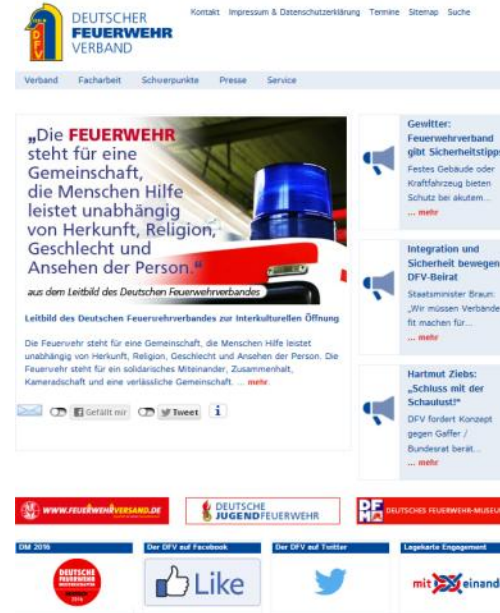 DEUTSCHER
FEUERWEHR
VERBAND
Kontakt Impressum & Datenschutzerklärung Termine Sitemap Suche
Verband Facharbeit Schwerpunkte Presse Service
„Die FEUERWEHR
steht für eine
Gemeinschaft,
die Menschen Hilfe
leistet unabhängig
von Herkunft, Religion,
Geschlecht und
Ansehen der Person.“
aus dem Leitbild des Deutschen Feuerwehrverbandes
Leitbild des Deutschen Feuerwehrverbandes zur Interkulturellen Öffnung
Die Feuerwehr steht für eine Gemeinschaft, die Menschen Hilfe leistet
unabhängig von Herkunft, Religion, Geschlecht und Ansehen der Person. Die
Feuerwehr steht für ein solidarisches Miteinander, Zusammenhalt,
Kameradschaft und eine verlässliche Gemeinschaft. ... mehr
Gefällt mir Tweet i
Gewitter:
Feuerwehrverband
gibt Sicherheitstipps
Festes Gebäude oder
Kraftfahrzeug bieten
Schutz bei akutem...
... mehr
Integration und
Sicherheit bewegen
DFV-Beirat
Staatsminister Braun:
„Wir müssen Verbände
fit machen für...
... mehr
Hartmut Ziebs:
„Schluss mit der
Schaulust!“
DFV fordert Konzept
gegen Gaffer /
Bundesrat berät...
... mehr
WWW.FEUERWEHRVERSAND.DE
DEUTSCHE
JUGENDFEUERWEHR
DEUTSCHES FEUERWEHR-MUSEU
DM 2016
Der DFV auf Facebook
Der DFV auf Twitter
Lagekarte Engagement
DEUTSCHE
FEUERWEHR
2016
Like
mit einand